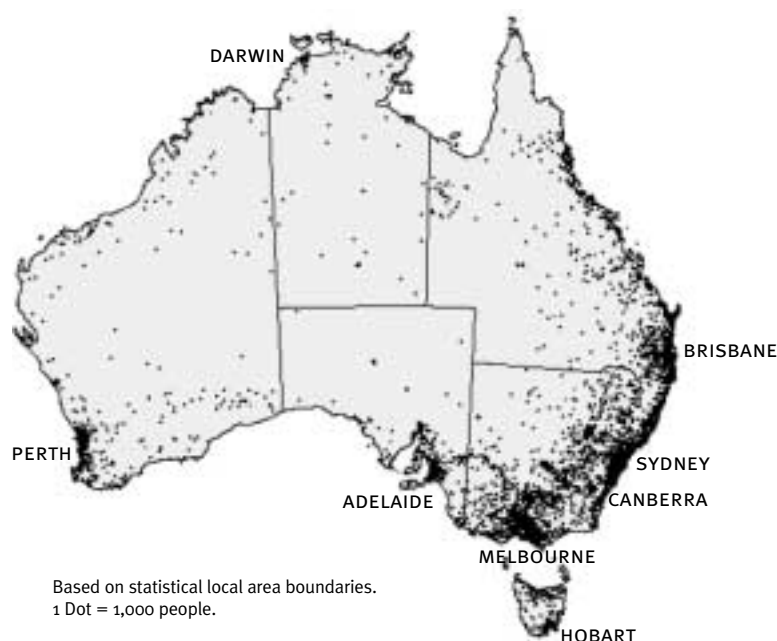 DARWIN
BRISBANE
PERTH
SYDNEY
ADELAIDE
CANBERRA
MELBOURNE
Based on statistical local area boundaries.
1 Dot = 1,000 people.
HOBART